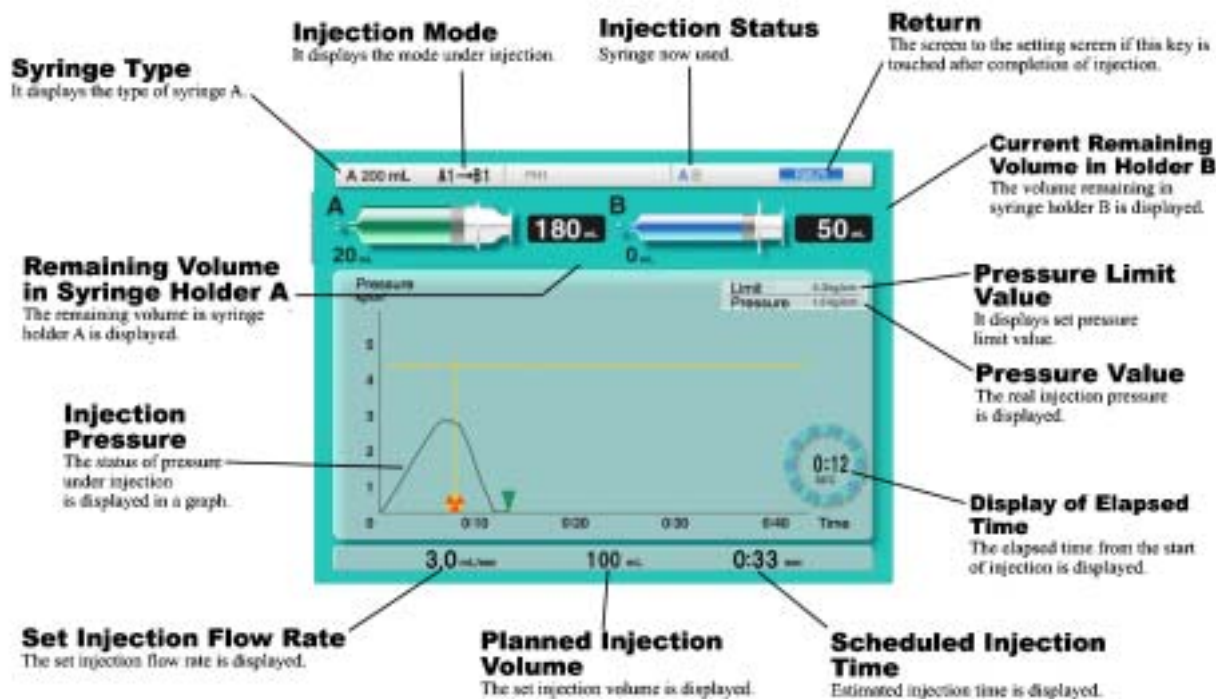 Injection Mode
It displays the mode under injection.
Injection Status
Syringe now used.
Return
The screen to the setting screen if this key is
touched after completion of injection.
Syringe Type
It displays the type of syringe A.
Current Remaining
Volume in Holder B
The volume remaining in
syringe holder B is displayed.
A 200 mL A1→B1 A B
A
180 mL
20 mL
B
50 mL
0 mL
Remaining Volume
in Syringe Holder A
The remaining volume in syringe
holder A is displayed.
Pressure
Limit
Pressure
Pressure Limit
Value
It displays set pressure
limit value.
Pressure Value
The real injection pressure
is displayed.
Injection
Pressure
The status of pressure
under injection
is displayed in a graph.
5
4
3
2
1
0 0:10 0:20 0:30 0:40 Time
0:12
Display of Elapsed
Time
The elapsed time from the start
of injection is displayed.
3.0 100 mL 0:33
Set Injection Flow Rate
The set injection flow rate is displayed.
Planned Injection
Volume
The set injection volume is displayed.
Scheduled Injection
Time
Estimated injection time is displayed.